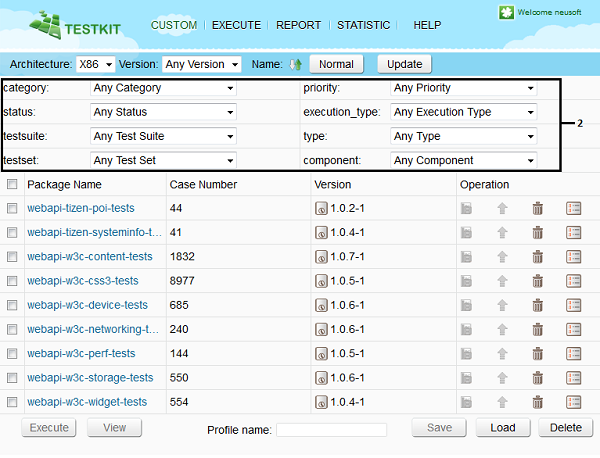 Welcome neusoft
TESTKIT
CUSTOM EXECUTE REPORT STATISTIC HELP
Architecture: X86 Version: Any Version Name: Normal Update
category: Any Category priority: Any Priority
status: Any Status execution_type: Any Execution Type
2
testsuite: Any Test Suite type: Any Type
testset: Any Test Set component: Any Component
Package Name Case Number Version Operation
webapi-tizen-poi-tests 44 1.0.2-1
webapi-tizen-systeminfo-t... 41 1.0.4-1
webapi-w3c-content-tests 1832 1.0.7-1
webapi-w3c-css3-tests 8977 1.0.5-1
webapi-w3c-device-tests 685 1.0.6-1
webapi-w3c-networking-t... 240 1.0.6-1
webapi-w3c-perf-tests 144 1.0.5-1
webapi-w3c-storage-tests 550 1.0.6-1
webapi-w3c-widget-tests 554 1.0.4-1
Execute View Profile name: Save Load Delete